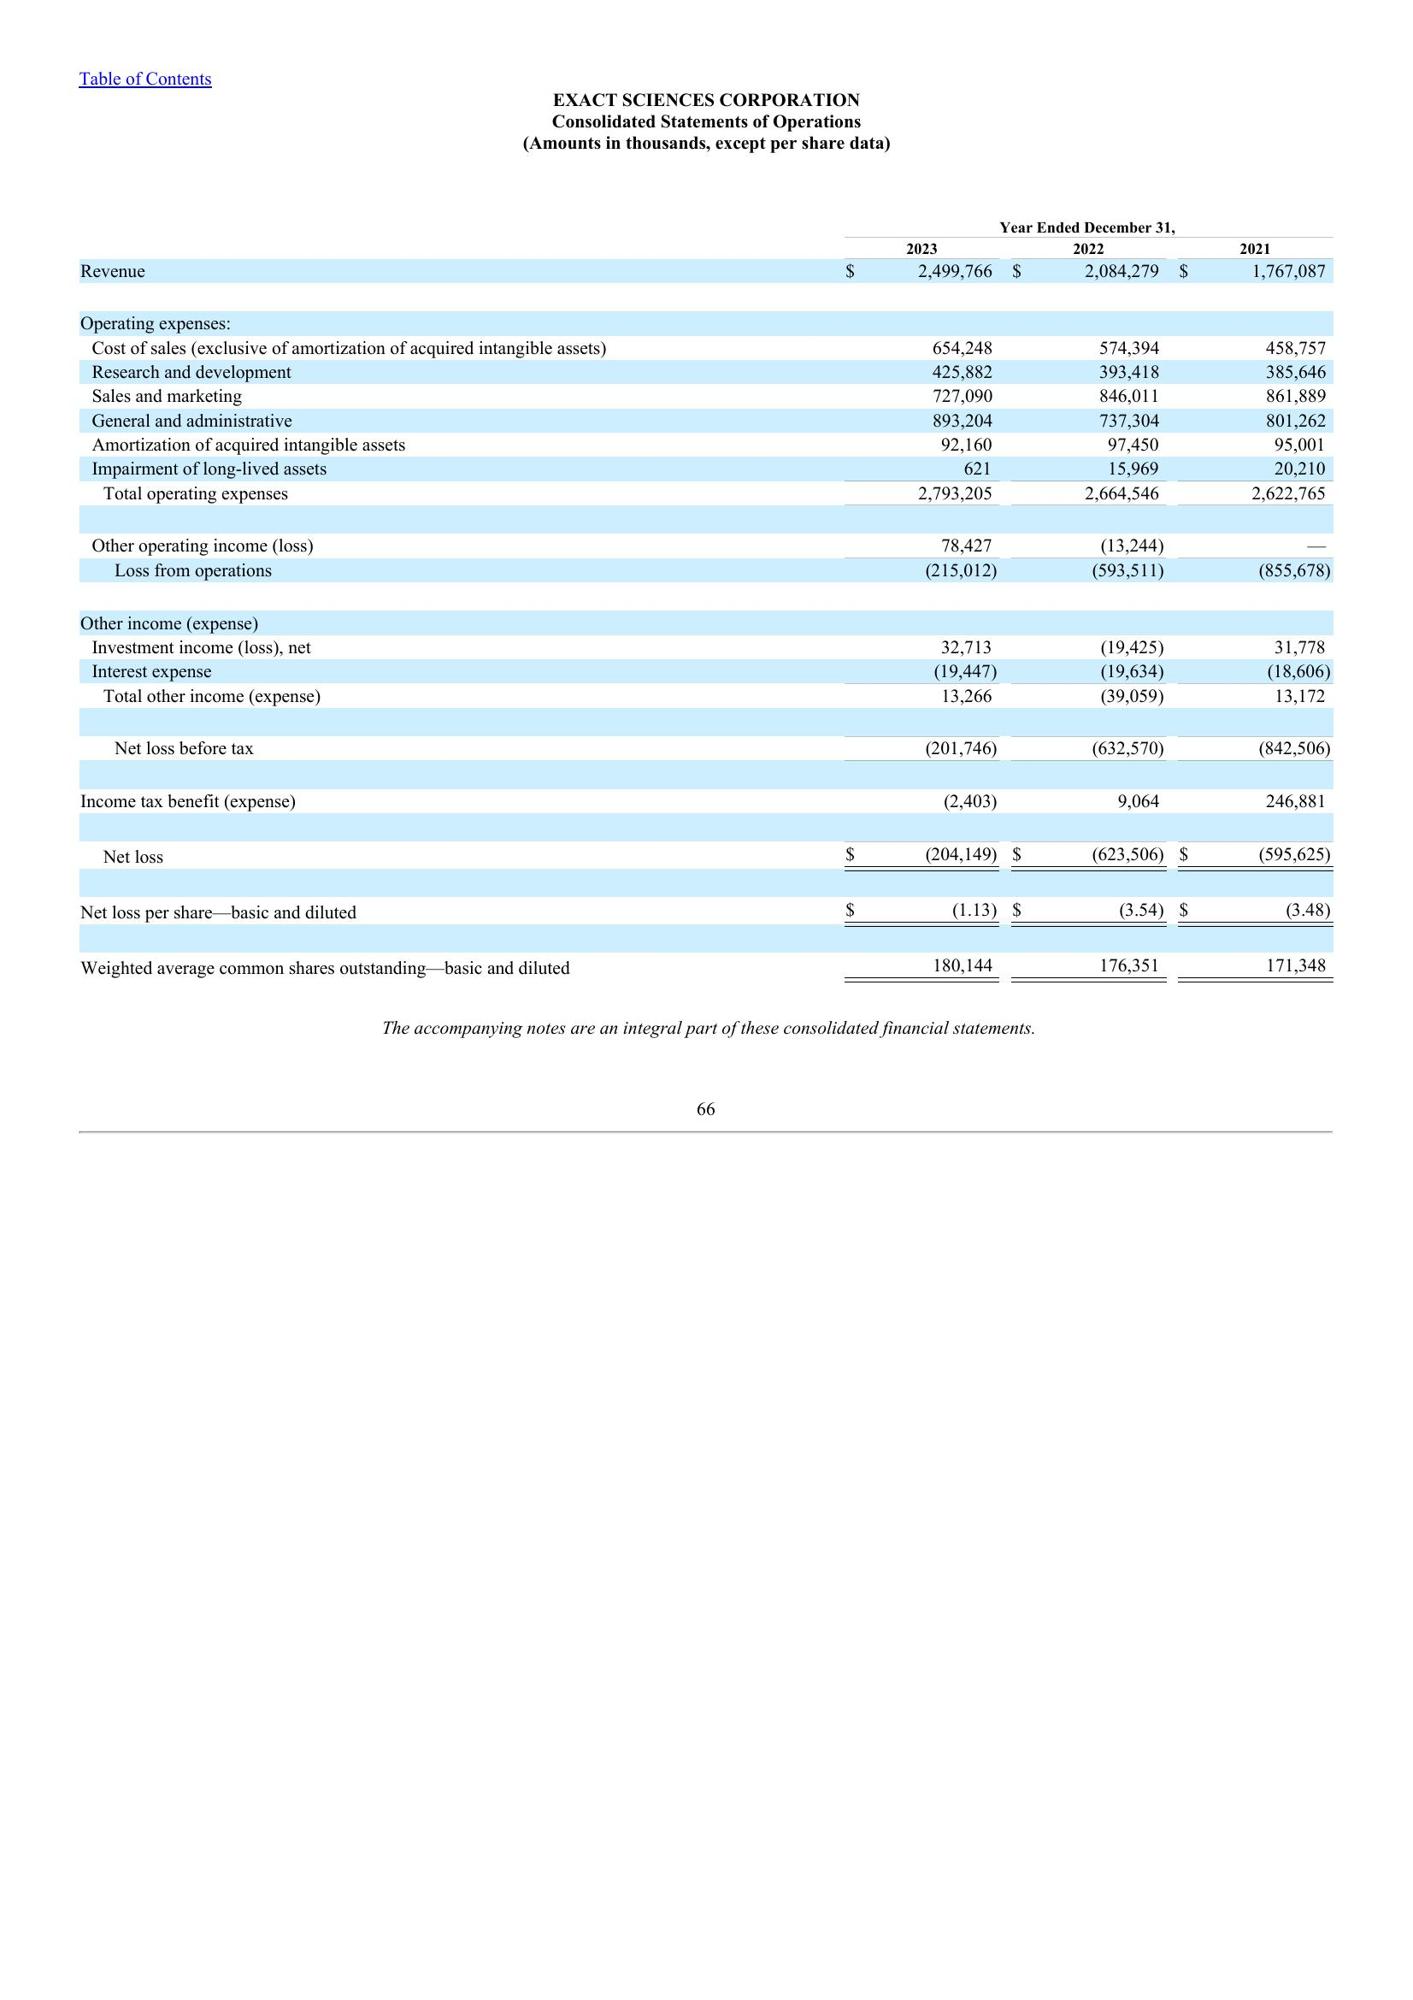 Table of Contents
EXACT SCIENCES CORPORATION
Consolidated Statements of Operations
(Amounts in thousands, except per share data)
Year Ended December 31,
2023 2022 2021
Revenue $ 2,499,766 $ 2,084,279 $ 1,767,087
Operating expenses:
Cost of sales (exclusive of amortization of acquired intangible assets) 654,248 574,394 458,757
Research and development 425,882 393,418 385,646
Sales and marketing 727,090 846,011 861,889
General and administrative 893,204 737,304 801,262
Amortization of acquired intangible assets 92,160 97,450 95,001
Impairment of long-lived assets 621 15,969 20,210
Total operating expenses 2,793,205 2,664,546 2,622,765
Other operating income (loss) 78,427 (13,244) —
Loss from operations (215,012) (593,511) (855,678)
Other income (expense)
Investment income (loss), net 32,713 (19,425) 31,778
Interest expense (19,447) (19,634) (18,606)
Total other income (expense) 13,266 (39,059) 13,172
Net loss before tax (201,746) (632,570) (842,506)
Income tax benefit (expense) (2,403) 9,064 246,881
Net loss $ (204,149) $ (623,506) $ (595,625)
Net loss per share—basic and diluted $ (1.13) $ (3.54) $ (3.48)
Weighted average common shares outstanding—basic and diluted 180,144 176,351 171,348
The accompanying notes are an integral part of these consolidated financial statements.
66